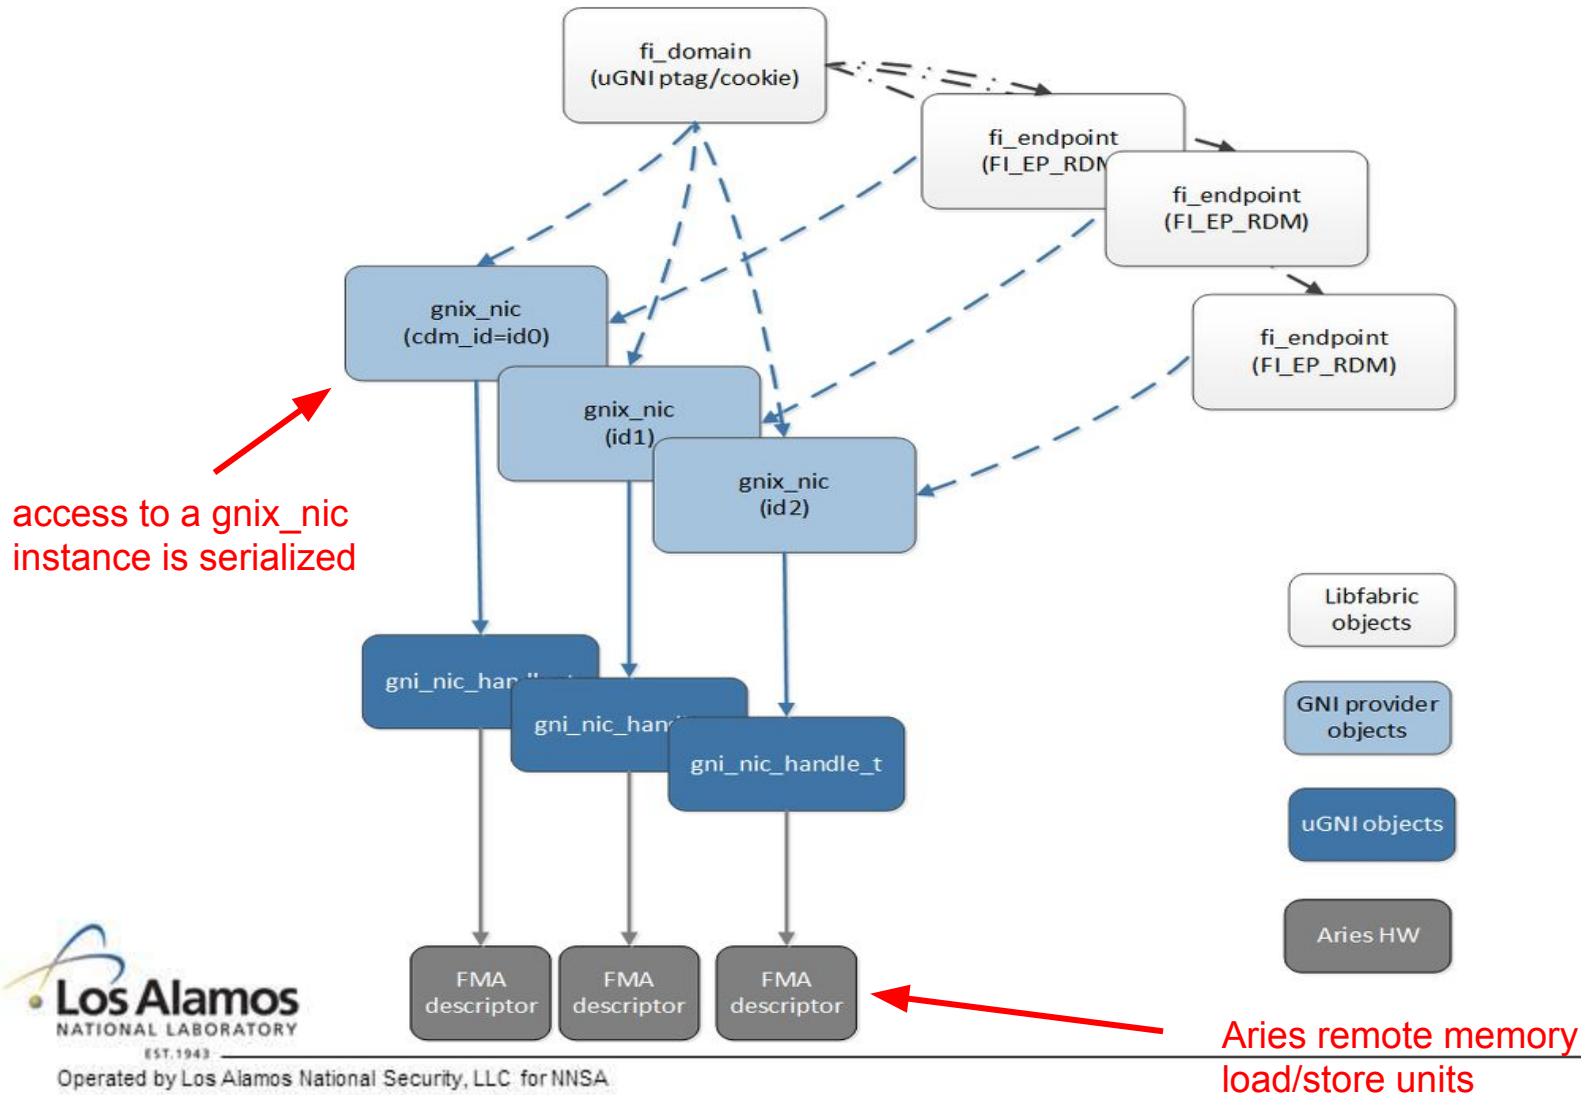 fi_domain
(uGNI ptag/cookie)
fi_endpoint
(FI_EP_RDM
fi_endpoint
(FI_EP_RDM)
fi_endpoint
(FI_EP_RDM)
gnix_nic
(cdm_id=id0)
gnix_nic
(id1)
gnix_nic
(id2)
access to a gnix_nic
instance is serialized
gni_nic_han
gni_nic_han
gni_nic_handle_t
FMA
descriptor
FMA
descriptor
FMA
descriptor
Libfabric
objects
GNI provider
objects
uGNI objects
Aries HW
Aries remote memory
load/store units
Los Alamos
NATIONAL LABORATORY
EST.1943
Operated by Los Alamos National Security, LLC for NNSA